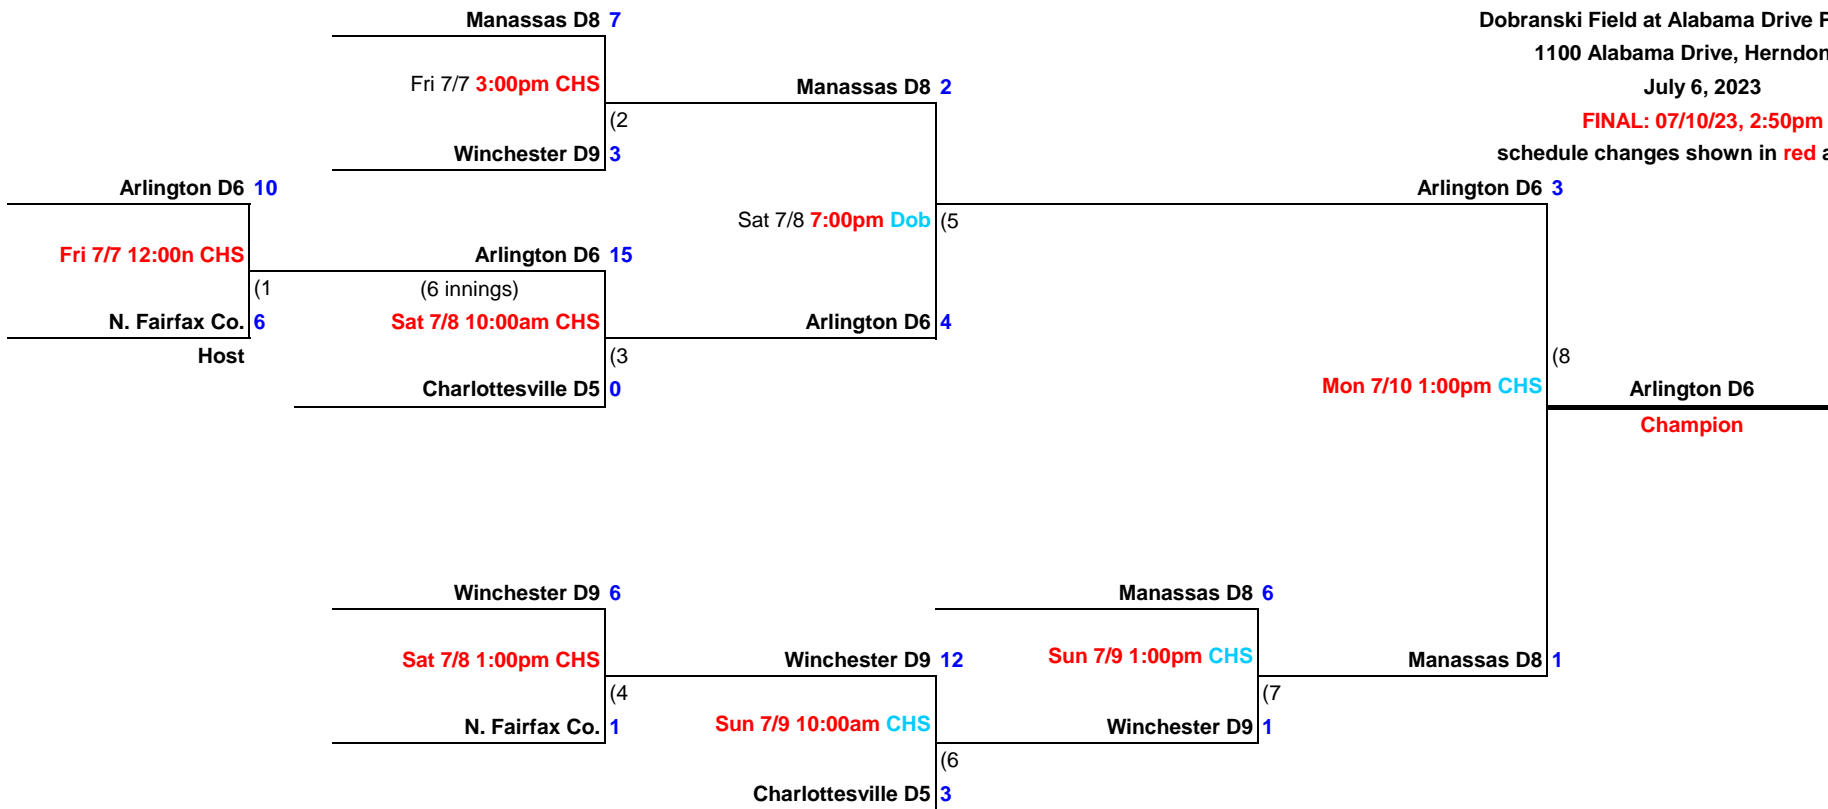 Manassas D8 7
Dobranski Field at Alabama Drive
1100 Alabama Drive, Herndon
Fri 7/7 3:00pm CHS
Manassas D8 2
July 6, 2023
(2
FINAL: 07/10/23, 2:50pm
Winchester D9 3
schedule changes shown in red
Arlington D6 10
Arlington D6 3
Sat 7/8 7:00pm Dob (5
Fri 7/7 12:00n CHS
Arlington D6 15
(1
(6 innings)
N. Fairfax Co. 6
Sat 7/8 10:00am CHS
Arlington D6 4
Host
(3
(8
Charlottesville D5 0
Mon 7/10 1:00pm CHS
Arlington D6
Champion
Winchester D9 6
Manassas D8 6
Sat 7/8 1:00pm CHS
Winchester D9 12
Sun 7/9 1:00pm CHS
Manassas D8 1
(4
(7
N. Fairfax Co. 1
Sun 7/9 10:00am CHS
Winchester D9 1
(6
Charlottesville D5 3